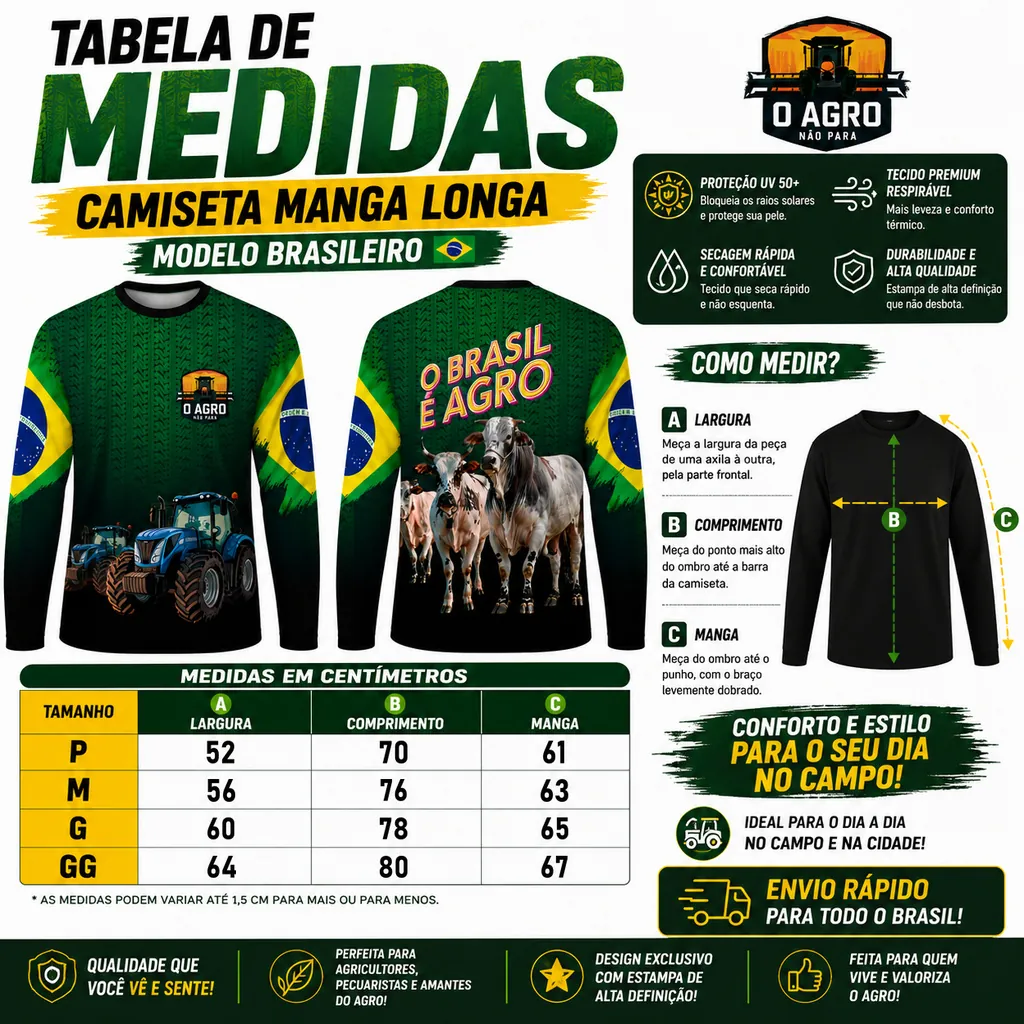 TABELA DE
MEDIDAS
CAMISETA MANGA LONGA
MODELO BRASILEIRO
O AGRO
NÃO PARA
PROTEÇÃO UV 50+
Bloqueia os raios solares
e protege sua pele.
TECIDO PREMIUM
RESPIRÁVEL
Mais leveza e conforto
térmico.
SECAGEM RÁPIDA
E CONFORTÁVEL
Tecido que seca rápido
e não esquenta.
DURABILIDADE E
ALTA QUALIDADE
Estampa de alta definição
que não desbota.
O AGRO
NÃO PARA
O BRASIL
É AGRO
COMO MEDIR?
A LARGURA
Meça a largura da peça
de uma axila à outra,
pela parte frontal.
B COMPRIMENTO
Meça do ponto mais alto
do ombro até a barra
da camiseta.
C MANGA
Meça do ombro até o
punho, com o braço
levemente dobrado.
B
C
MEDIDAS EM CENTÍMETROS
TAMANHO A LARGURA B COMPRIMENTO C MANGA
P 52 70 61
M 56 76 63
G 60 78 65
GG 64 80 67
* AS MEDIDAS PODEM VARIAR ATÉ 1,5 CM PARA MAIS OU PARA MENOS.
CONFORTO E ESTILO
PARA O SEU DIA
NO CAMPO!
IDEAL PARA O DIA A DIA
NO CAMPO E NA CIDADE!
ENVIO RÁPIDO
PARA TODO O BRASIL!
QUALIDADE QUE
VOCÊ VÊ E SENTE!
PERFEITA PARA
AGRICULTORES,
PECUARISTAS E AMANTES
DO AGRO!
DESIGN EXCLUSIVO
COM ESTAMPA DE
ALTA DEFINIÇÃO!
FEITA PARA QUEM
VIVE E VALORIZA
O AGRO!